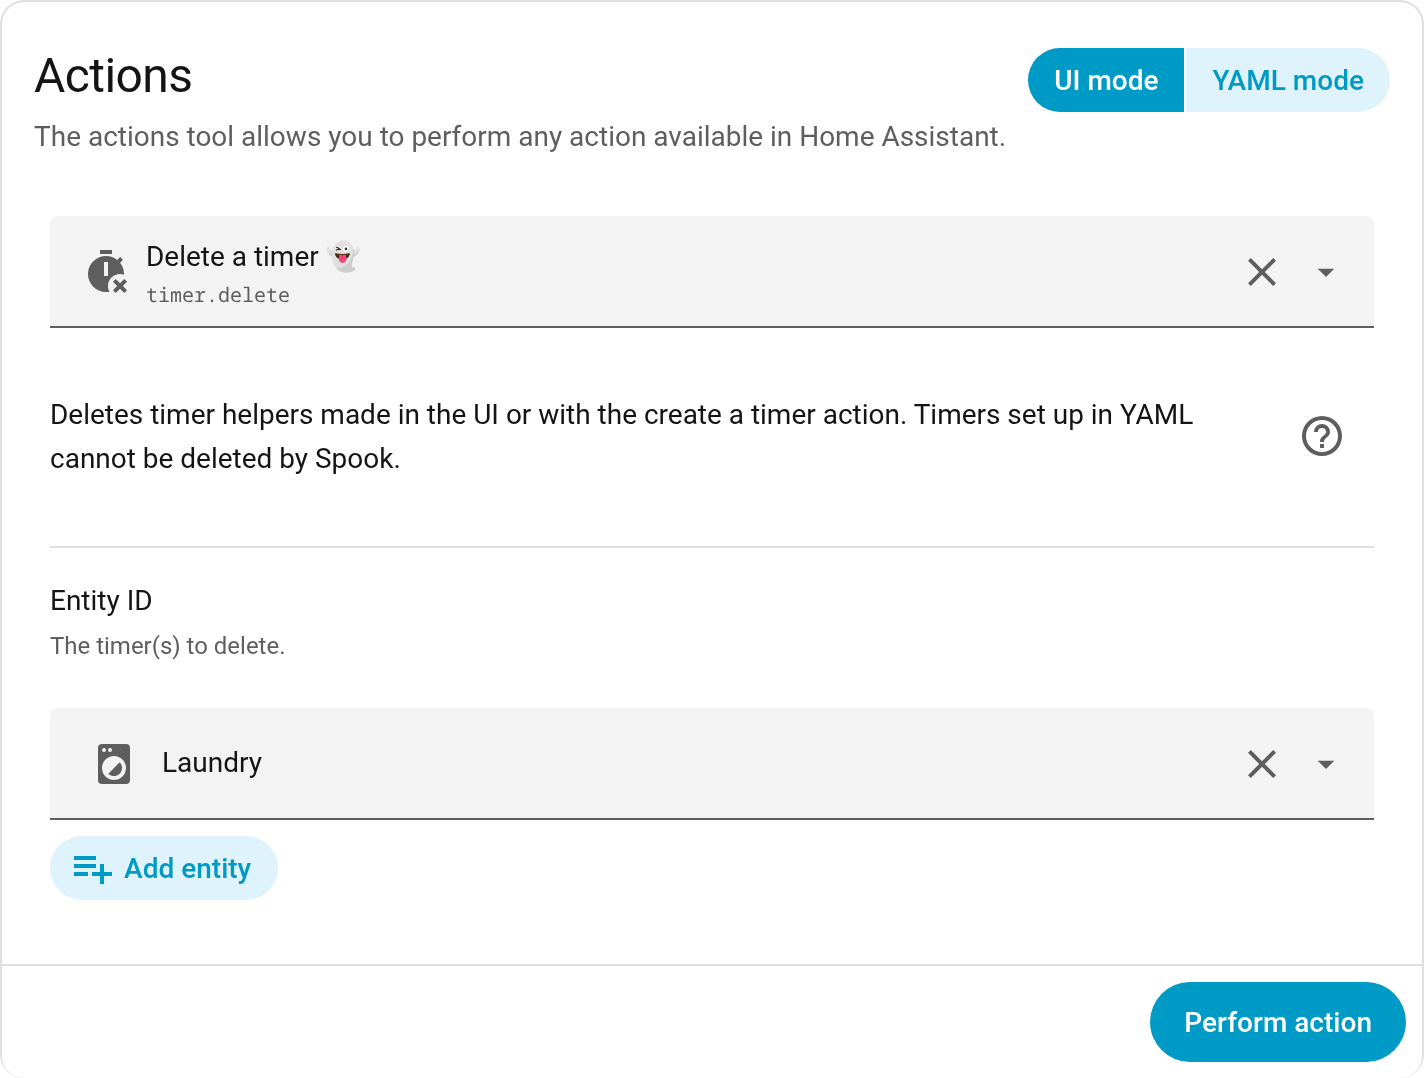 Actions
UI mode
YAML mode
The actions tool allows you to perform any action available in Home Assistant.
Delete a timer 👻
timer.delete
Deletes timer helpers made in the UI or with the create a timer action. Timers set up in YAML
cannot be deleted by Spook.
Entity ID
The timer(s) to delete.
Laundry
Add entity
Perform action